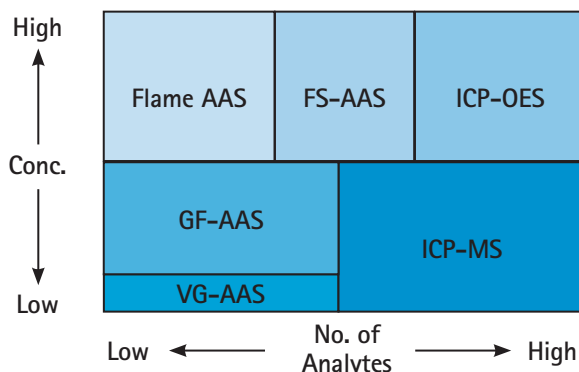 High
Flame AAS
FS-AAS
ICP-OES
Conc.
GF-AAS
ICP-MS
VG-AAS
Low
Low
No. of
Analytes
High